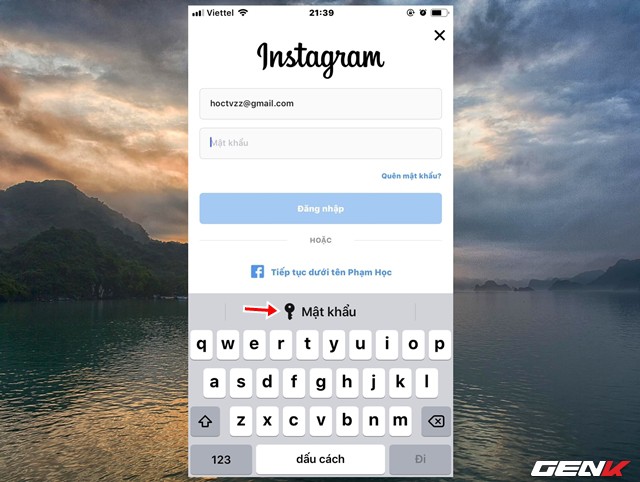 Viettel 21:39
Instagram
hoctvzz@gmail.com
Mật khẩu
Quên mật khẩu?
Đăng nhập
HOẶC
Tiếp tục dưới tên Phạm Học
Mật khẩu
q w e r t y u i o p
a s d f g h j k l
z x c v b n m
123 dấu cách Đi
GENK